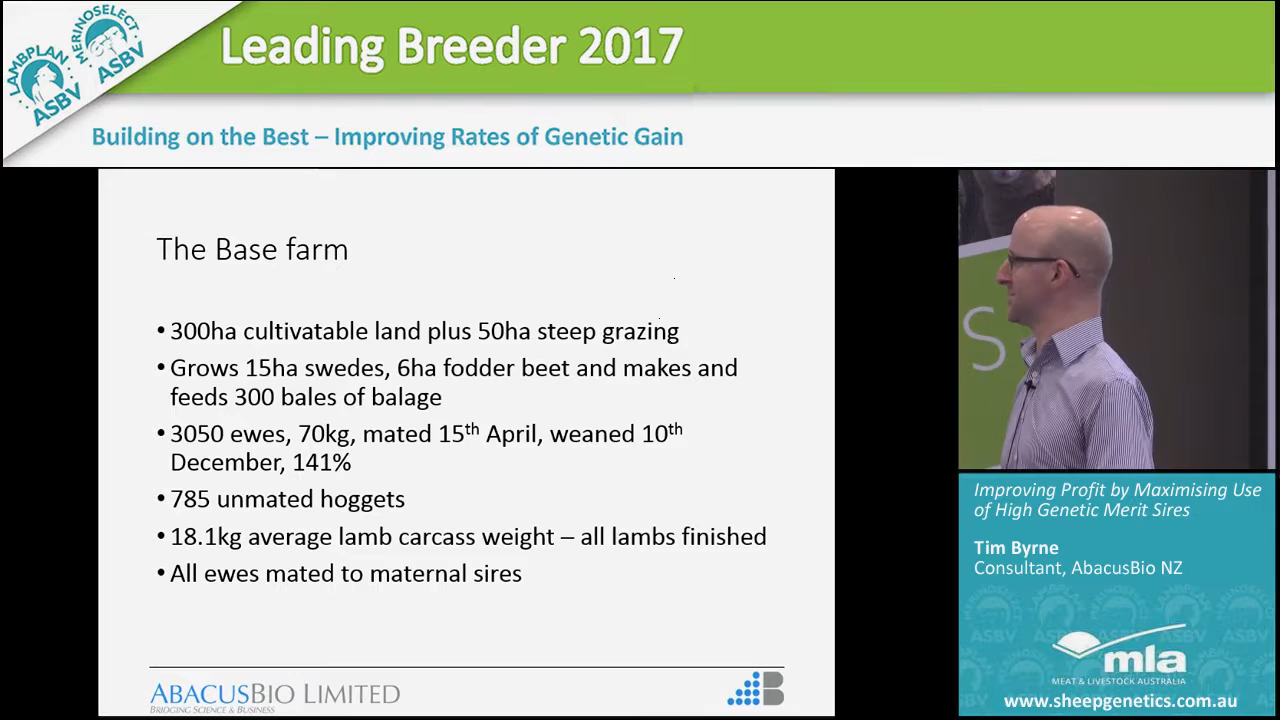 LAMBPLAN
ASBV
MERINOSELECT
ASBV
Leading Breeder 2017
Building on the Best – Improving Rates of Genetic Gain
The Base farm
• 300ha cultivatable land plus 50ha steep grazing
• Grows 15ha swedes, 6ha fodder beet and makes and
feeds 300 bales of balage
• 3050 ewes, 70kg, mated 15th April, weaned 10th
December, 141%
• 785 unmated hoggets
• 18.1kg average lamb carcass weight – all lambs finished
• All ewes mated to maternal sires
ABACUSBIO LIMITED
BRIDGING SCIENCE & BUSINESS
B
S
Improving Profit by Maximising Use
of High Genetic Merit Sires
Tim Byrne
Consultant, AbacusBio NZ
mla
MEAT & LIVESTOCK AUSTRALIA
www.sheepgenetics.com.au